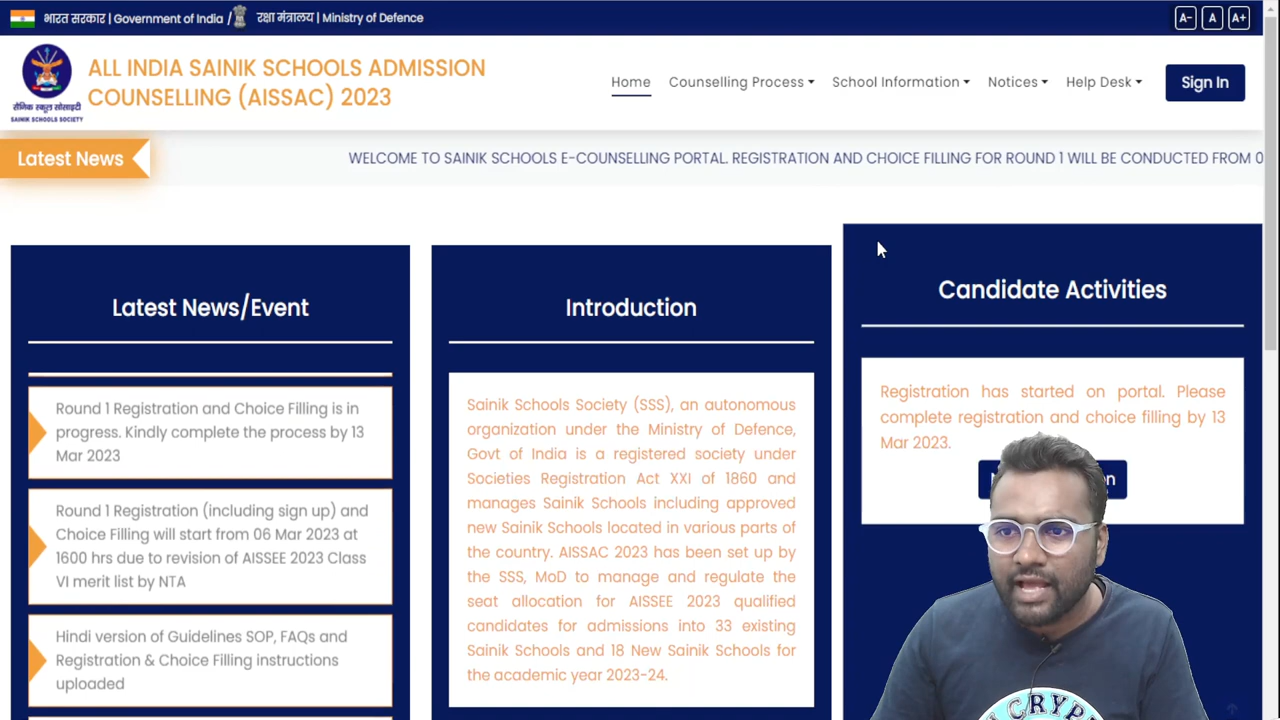 भारत सरकार | Government of India / रक्षा मंत्रालय | Ministry of Defence
A- A A+
सैनिक स्कूल सोसाइटी
SAINIK SCHOOLS SOCIETY
ALL INDIA SAINIK SCHOOLS ADMISSION
COUNSELLING (AISSAC) 2023
Home Counselling Process School Information Notices Help Desk Sign In
Latest News
WELCOME TO SAINIK SCHOOLS E-COUNSELLING PORTAL. REGISTRATION AND CHOICE FILLING FOR ROUND 1 WILL BE CONDUCTED FROM 0
Latest News/Event
Round 1 Registration and Choice Filling is in
progress. Kindly complete the process by 13
Mar 2023
Round 1 Registration (including sign up) and
Choice Filling will start from 06 Mar 2023 at
1600 hrs due to revision of AISSEE 2023 Class
VI merit list by NTA
Hindi version of Guidelines SOP, FAQs and
Registration & Choice Filling instructions
uploaded
Introduction
Sainik Schools Society (SSS), an autonomous
organization under the Ministry of Defence,
Govt of India is a registered society under
Societies Registration Act XXI of 1860 and
manages Sainik Schools including approved
new Sainik Schools located in various parts of
the country. AISSAC 2023 has been set up by
the SSS, MoD to manage and regulate the
seat allocation for AISSEE 2023 qualified
candidates for admissions into 33 existing
Sainik Schools and 18 New Sainik Schools for
the academic year 2023-24.
Candidate Activities
Registration has started on portal. Please
complete registration and choice filling by 13
Mar 2023.